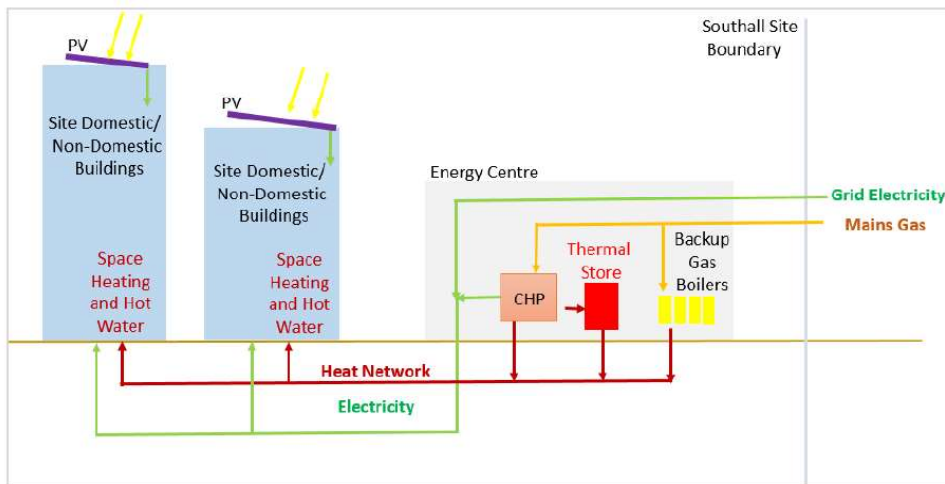 Southall Site
Boundary
PV
Site Domestic/
Non-Domestic
Buildings
PV
Site Domestic/
Non-Domestic
Buildings
Energy Centre
Grid Electricity
Mains Gas
Space
Heating
and Hot
Water
Space
Heating
and Hot
Water
CHP
Thermal
Store
Backup
Gas
Boilers
Heat Network
Electricity